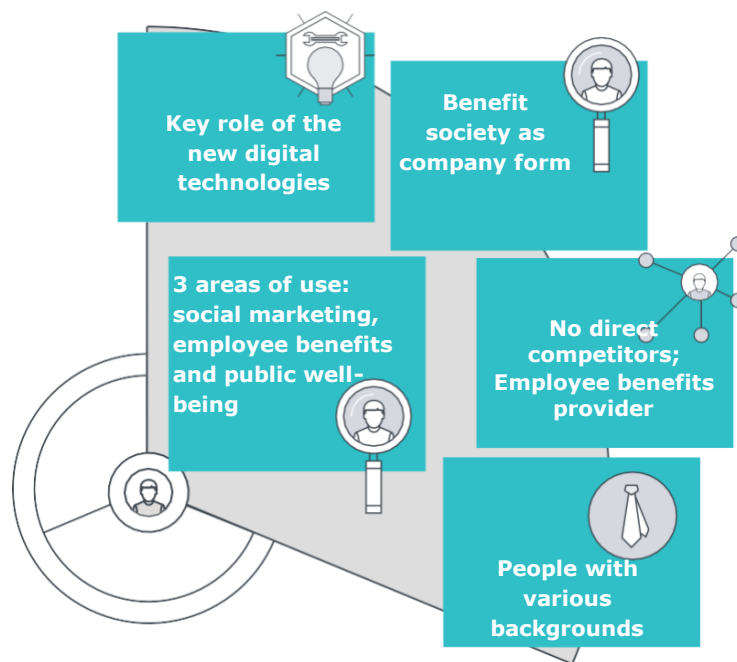 Key role of the
new digital
technologies
Benefit
society as
company form
3 areas of use:
social marketing,
employee benefits
and public well-
being
No direct
competitors;
Employee benefits
provider
People with
various
backgrounds